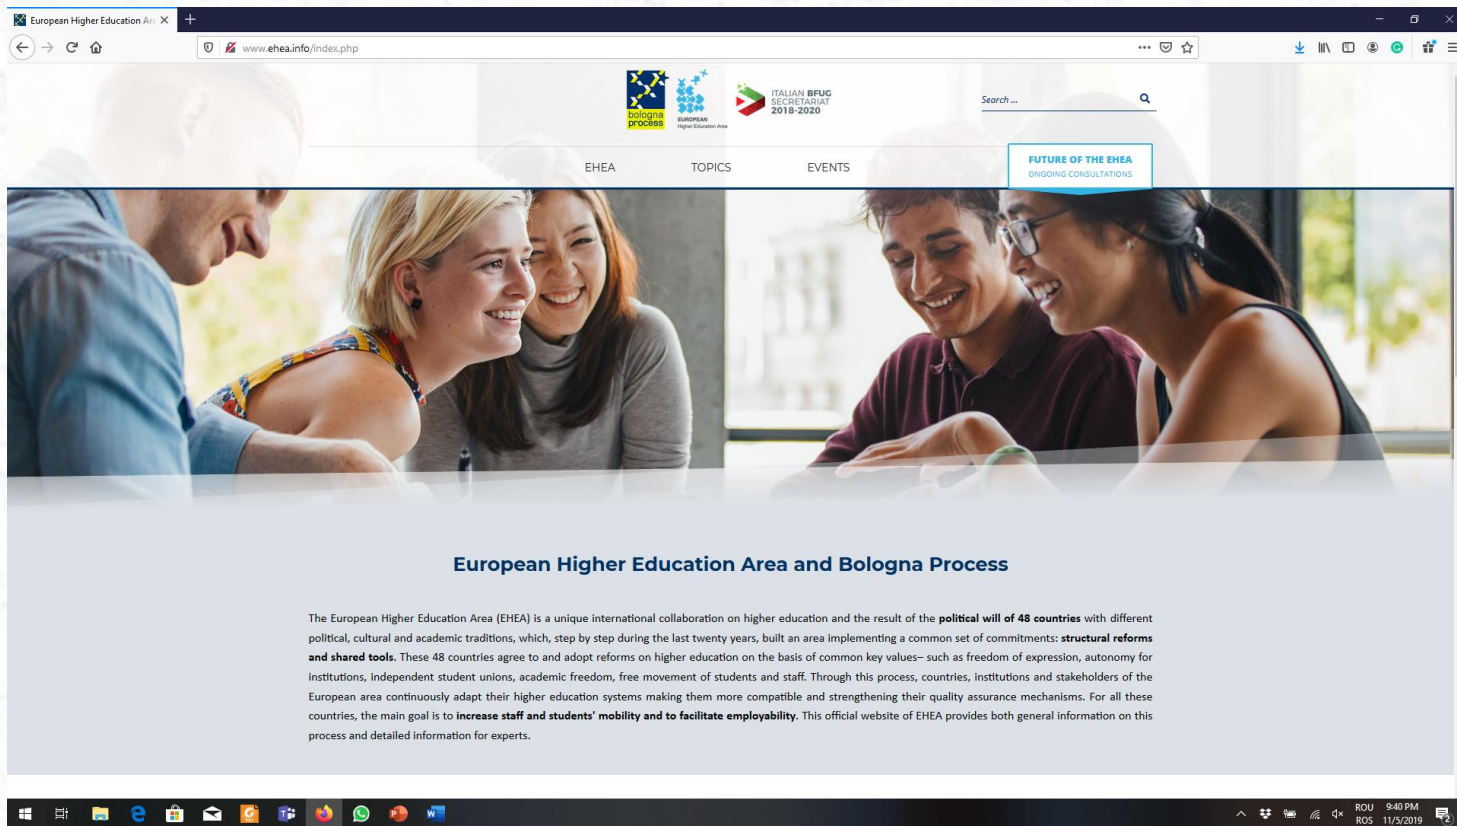 European Higher Education Are
www.ehea.info/index.php
bologna
process
EUROPEAN
Higher Education Area
ITALIAN BFUG
SECRETARIAT
2018-2020
Search ...
EHEA
TOPICS
EVENTS
FUTURE OF THE EHEA
ONGOING CONSULTATIONS
European Higher Education Area and Bologna Process
The European Higher Education Area (EHEA) is a unique international collaboration on higher education and the result of the political will of 48 countries with different
political, cultural and academic traditions, which, step by step during the last twenty years, built an area implementing a common set of commitments: structural reforms
and shared tools. These 48 countries agree to and adopt reforms on higher education on the basis of common key values– such as freedom of expression, autonomy for
institutions, independent student unions, academic freedom, free movement of students and staff. Through this process, countries, institutions and stakeholders of the
European area continuously adapt their higher education systems making them more compatible and strengthening their quality assurance mechanisms. For all these
countries, the main goal is to increase staff and students' mobility and to facilitate employability. This official website of EHEA provides both general information on this
process and detailed information for experts.
ROU 9:40 PM
ROS 11/5/2019